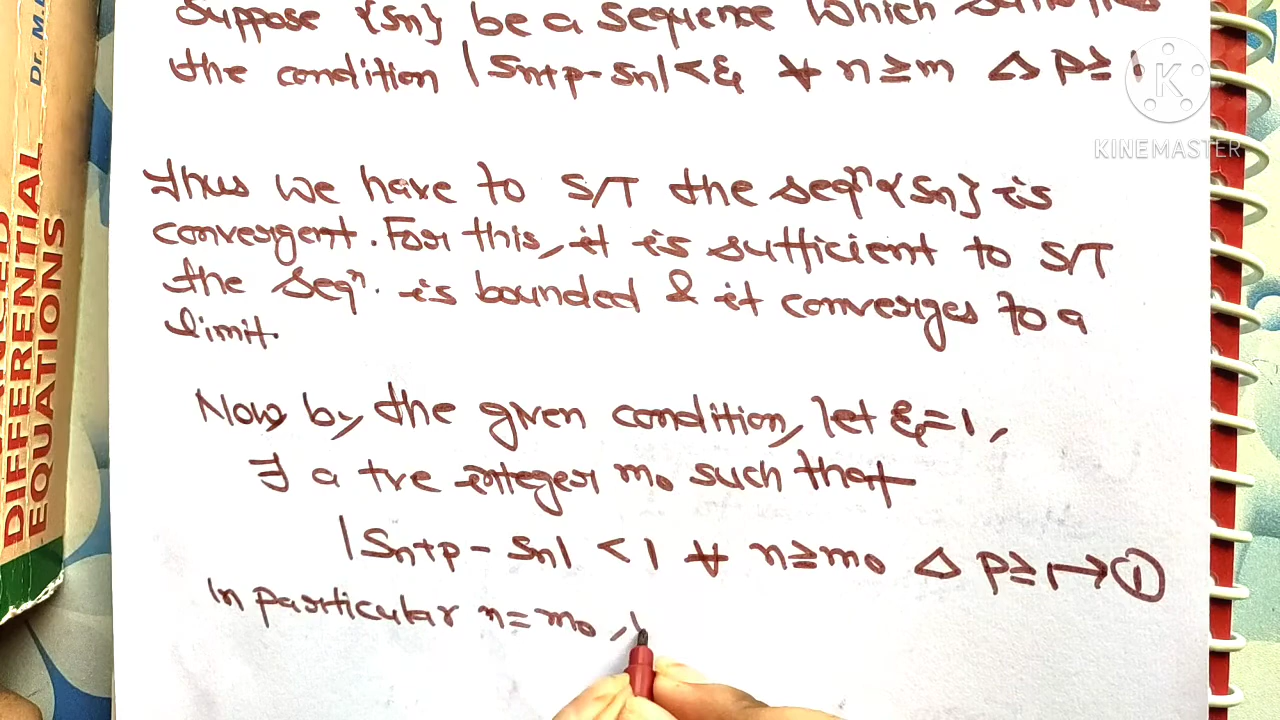 Suppose {Sn} be a sequence which satisfies
the condition |Sn+p - Sn| < ε ∀ n ≥ m & p ≥ 1
KINEMASTER
Thus we have to S/T the seqⁿ {Sn} is
convergent. For this, it is sufficient to S/T
the seqⁿ. is bounded & it converges to a
limit.
Now by the given condition, let ε = 1,
∃ a +ve integer m₀ such that
|Sn+p - Sn| < 1 ∀ n ≥ m₀ & p ≥ 1 → ①
In particular n = m₀,
DIFFERENTIAL
EQUATIONS